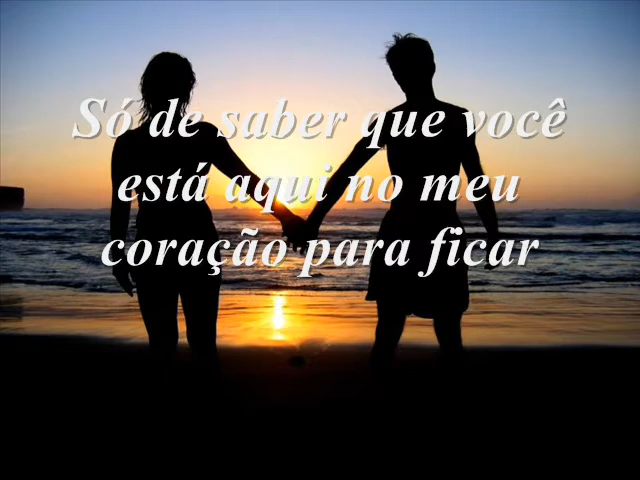 Só de saber que você
está aqui no meu
coração para ficar